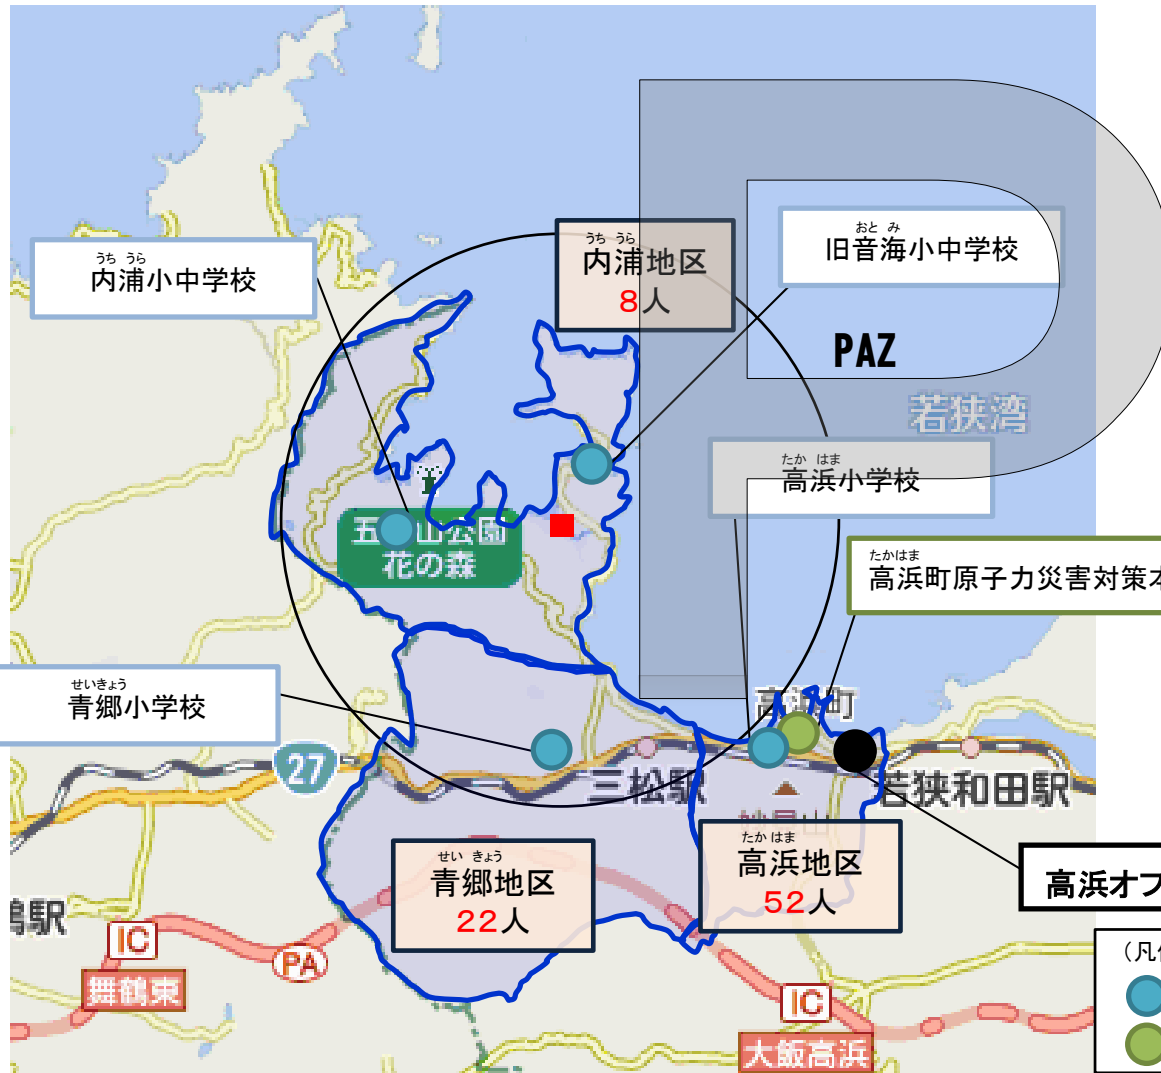 うち うら
内浦小中学校
うち うら
内浦地区
8人
おと み
旧音海小中学校
PAZ
若狭湾
たか はま
高浜小学校
五 山公園
花の森
たかはま
高浜町原子力災害対策本
せいきょう
青郷小学校
高浜町
27
三松駅
若狭和田駅
せい きょう
青郷地区
22人
たか はま
高浜地区
52人
高浜オフ
駅
IC
舞鶴東
PA
(凡例
IC
大飯高浜